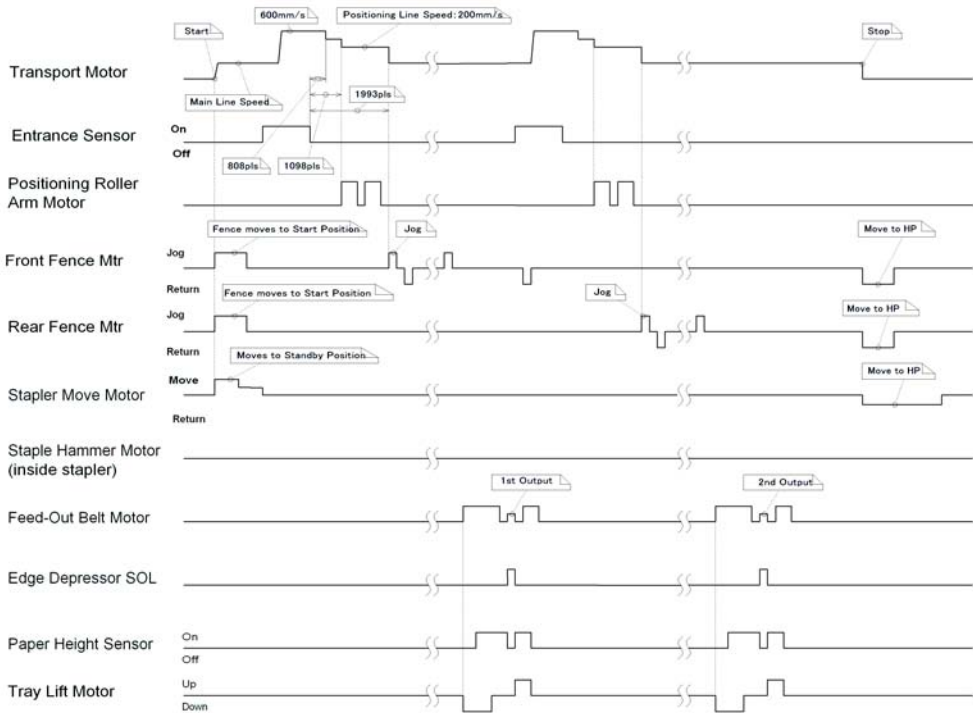 600mm/s
Positioning Line Speed:200mm/s
Start
Stop
Transport Motor
1993pls
Main Line Speed
Entrance Sensor
On
Off
808pls
1098pls
Positioning Roller
Arm Motor
Fence moves to Start Position
Jog
Move to HP
Front Fence Mtr
Jog
Return
Fence moves to Start Position
Jog
Rear Fence Mtr
Jog
Move to HP
Return
Moves to Standby Position
Move
Move to HP
Stapler Move Motor
Return
Staple Hammer Motor
(inside stapler)
1st Output
2nd Output
Feed-Out Belt Motor
Edge Depressor SOL
Paper Height Sensor
On
Off
Tray Lift Motor
Up
Down